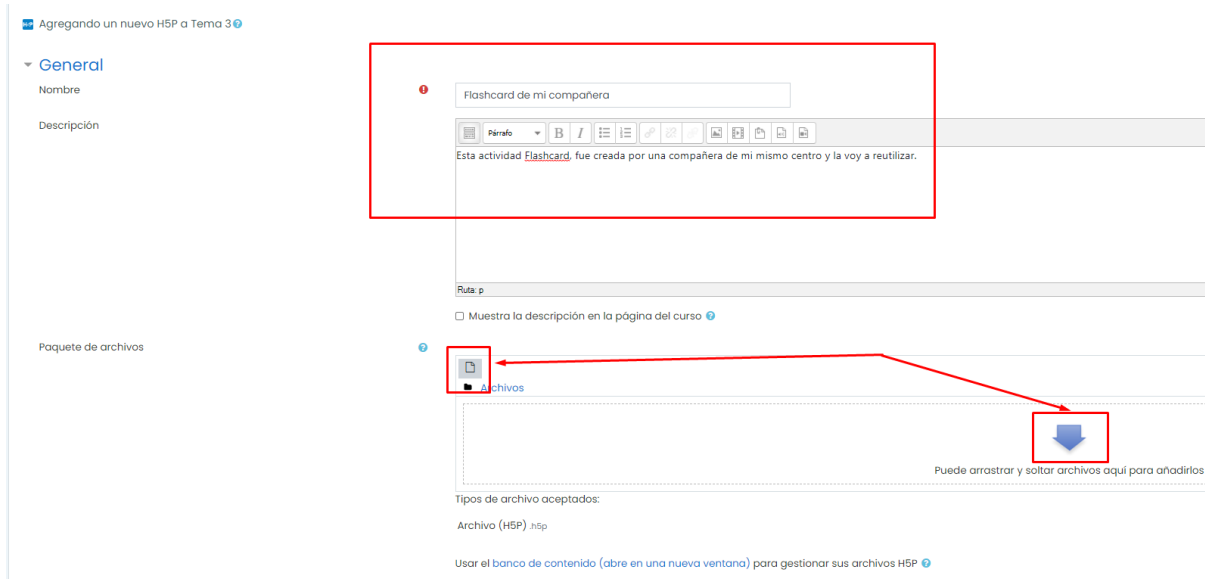 H5P Agregando un nuevo H5P a Tema 3
General
Nombre
Flashcard de mi compañera
Descripción
Párrafo
B I
Esta actividad Flashcard, fue creada por una compañera de mi mismo centro y la voy a reutilizar.
Ruta: p
Muestra la descripción en la página del curso
Paquete de archivos
Archivos
Puede arrastrar y soltar archivos aquí para añadirlos
Tipos de archivo aceptados:
Archivo (H5P) .h5p
Usar el banco de contenido (abre en una nueva ventana) para gestionar sus archivos H5P